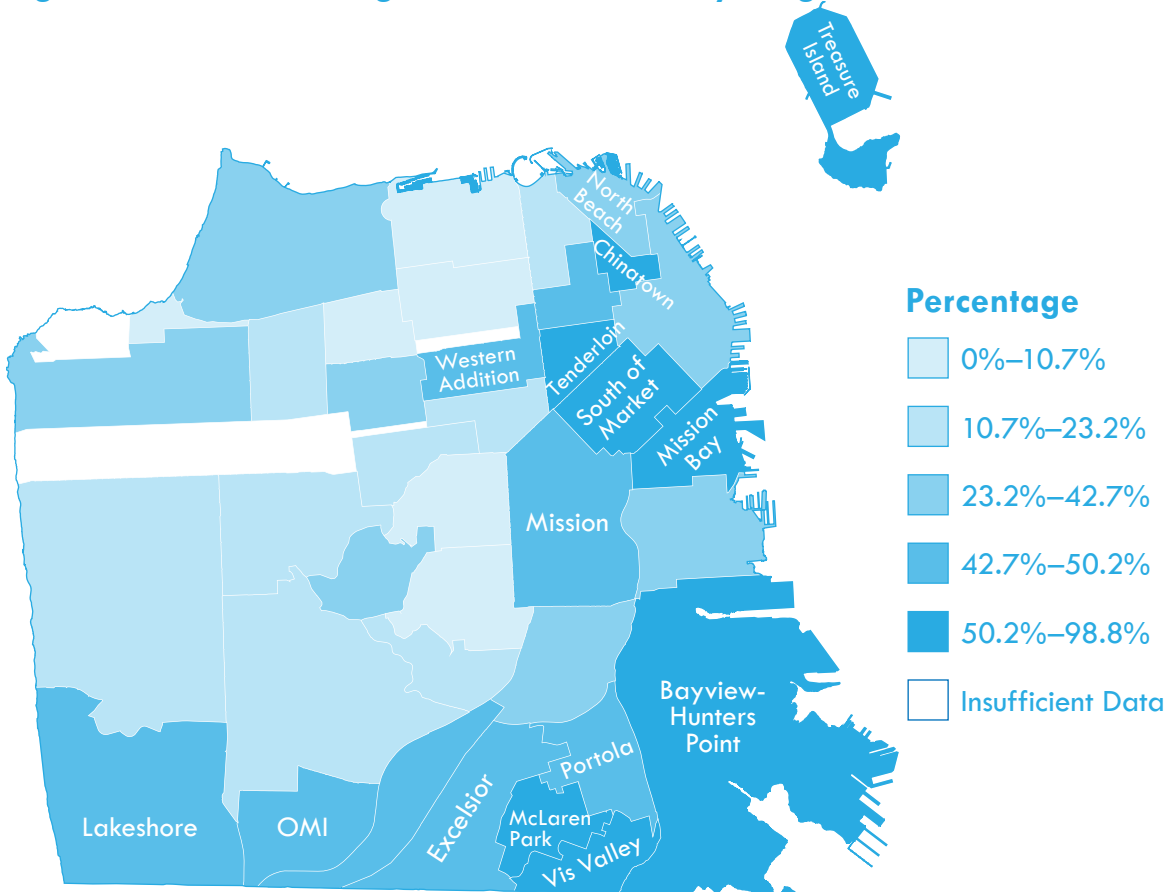 Treasure
Island
North
Beach
Chinatown
Western
Addition
Tenderloin
South of
Market
Mission
Bay
Mission
Bayview-
Hunters
Point
Portola
Excelsior
McLaren
Park
Vis Valley
Lakeshore
OMI
Percentage
0%–10.7%
10.7%–23.2%
23.2%–42.7%
42.7%–50.2%
50.2%–98.8%
Insufficient Data